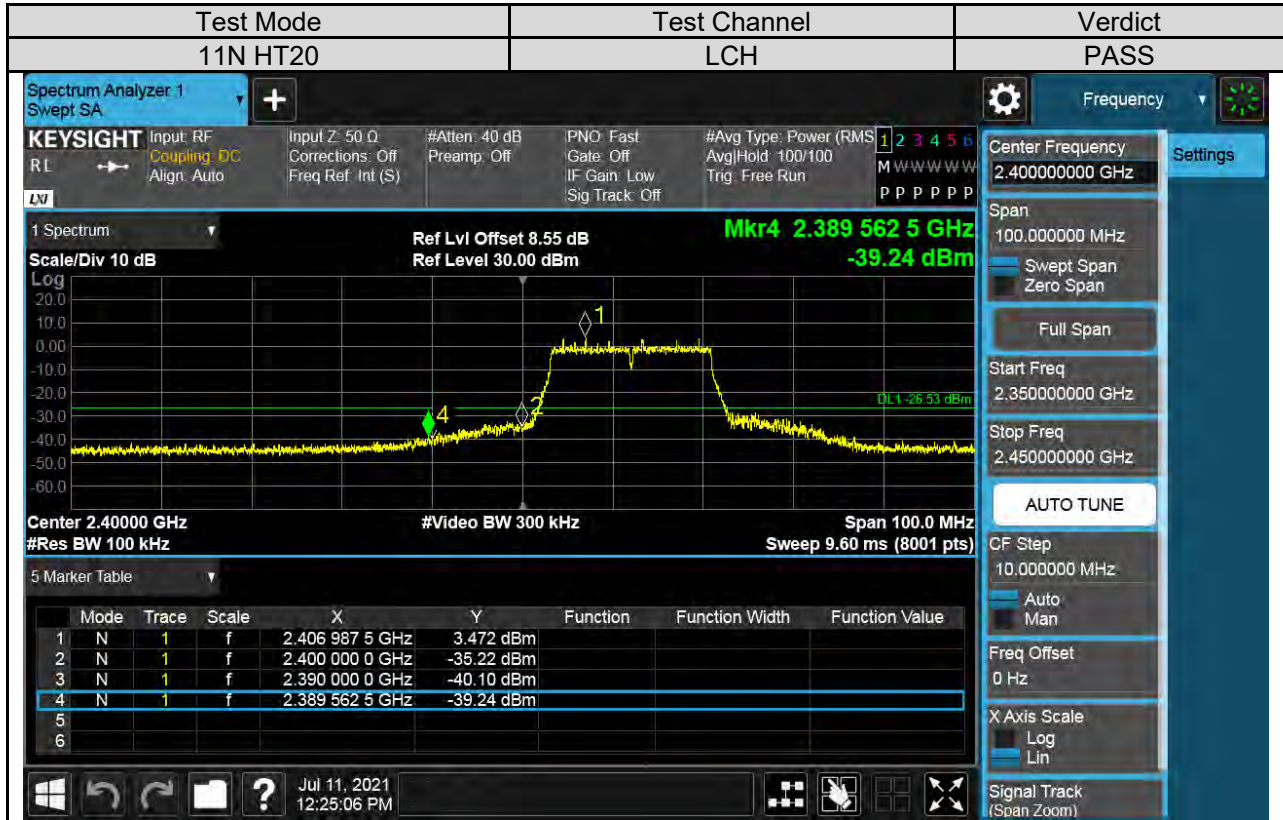 Test Mode Test Channel Verdict
11N HT20 LCH PASS
Spectrum Analyzer 1
Swept SA
+
Frequency
KEYSIGHT Input: RF Input Z: 50 Ω #Atten: 40 dB PNO: Fast #Avg Type: Power (RMS 1 2 3 4 5 6
RL Coupling: DC Corrections: Off Preamp: Off Gate: Off Avg|Hold: 100/100 M W W W W W
Align: Auto Freq Ref: Int (S) IF Gain: Low Trig: Free Run
LXI Sig Track: Off P P P P P P
1 Spectrum Ref Lvl Offset 8.55 dB Mkr4 2.389 562 5 GHz
Scale/Div 10 dB Ref Level 30.00 dBm -39.24 dBm
Log
20.0
10.0
0.00
-10.0
-20.0
-30.0
-40.0
-50.0
-60.0
1
2
4
DL1 -26.53 dBm
Center 2.40000 GHz #Video BW 300 kHz Span 100.0 MHz
#Res BW 100 kHz Sweep 9.60 ms (8001 pts)
5 Marker Table
Mode Trace Scale X Y Function Function Width Function Value
1 N 1 f 2.406 987 5 GHz 3.472 dBm
2 N 1 f 2.400 000 0 GHz -35.22 dBm
3 N 1 f 2.390 000 0 GHz -40.10 dBm
4 N 1 f 2.389 562 5 GHz -39.24 dBm
5
6
?
Jul 11, 2021
12:25:06 PM
Center Frequency
2.400000000 GHz
Settings
Span
100.000000 MHz
Swept Span
Zero Span
Full Span
Start Freq
2.350000000 GHz
Stop Freq
2.450000000 GHz
AUTO TUNE
CF Step
10.000000 MHz
Auto
Man
Freq Offset
0 Hz
X Axis Scale
Log
Lin
Signal Track
(Span Zoom)